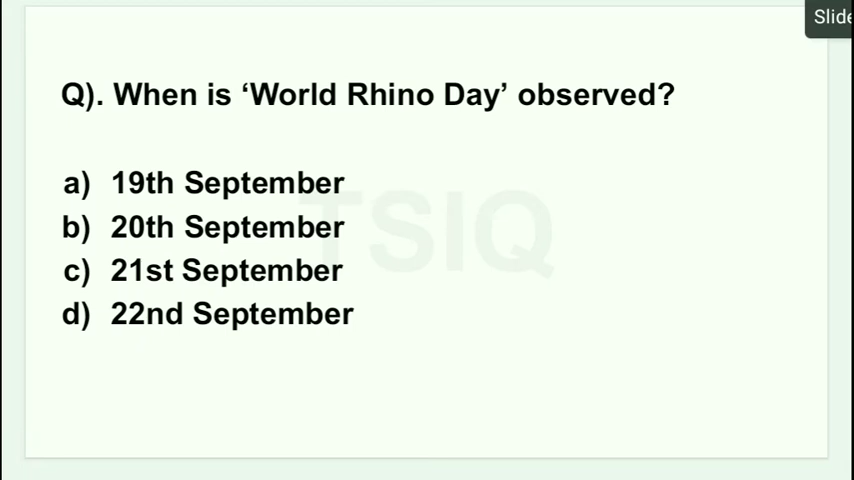 Slide
Q). When is ‘World Rhino Day’ observed?
a) 19th September
b) 20th September
c) 21st September
d) 22nd September
TSIQ